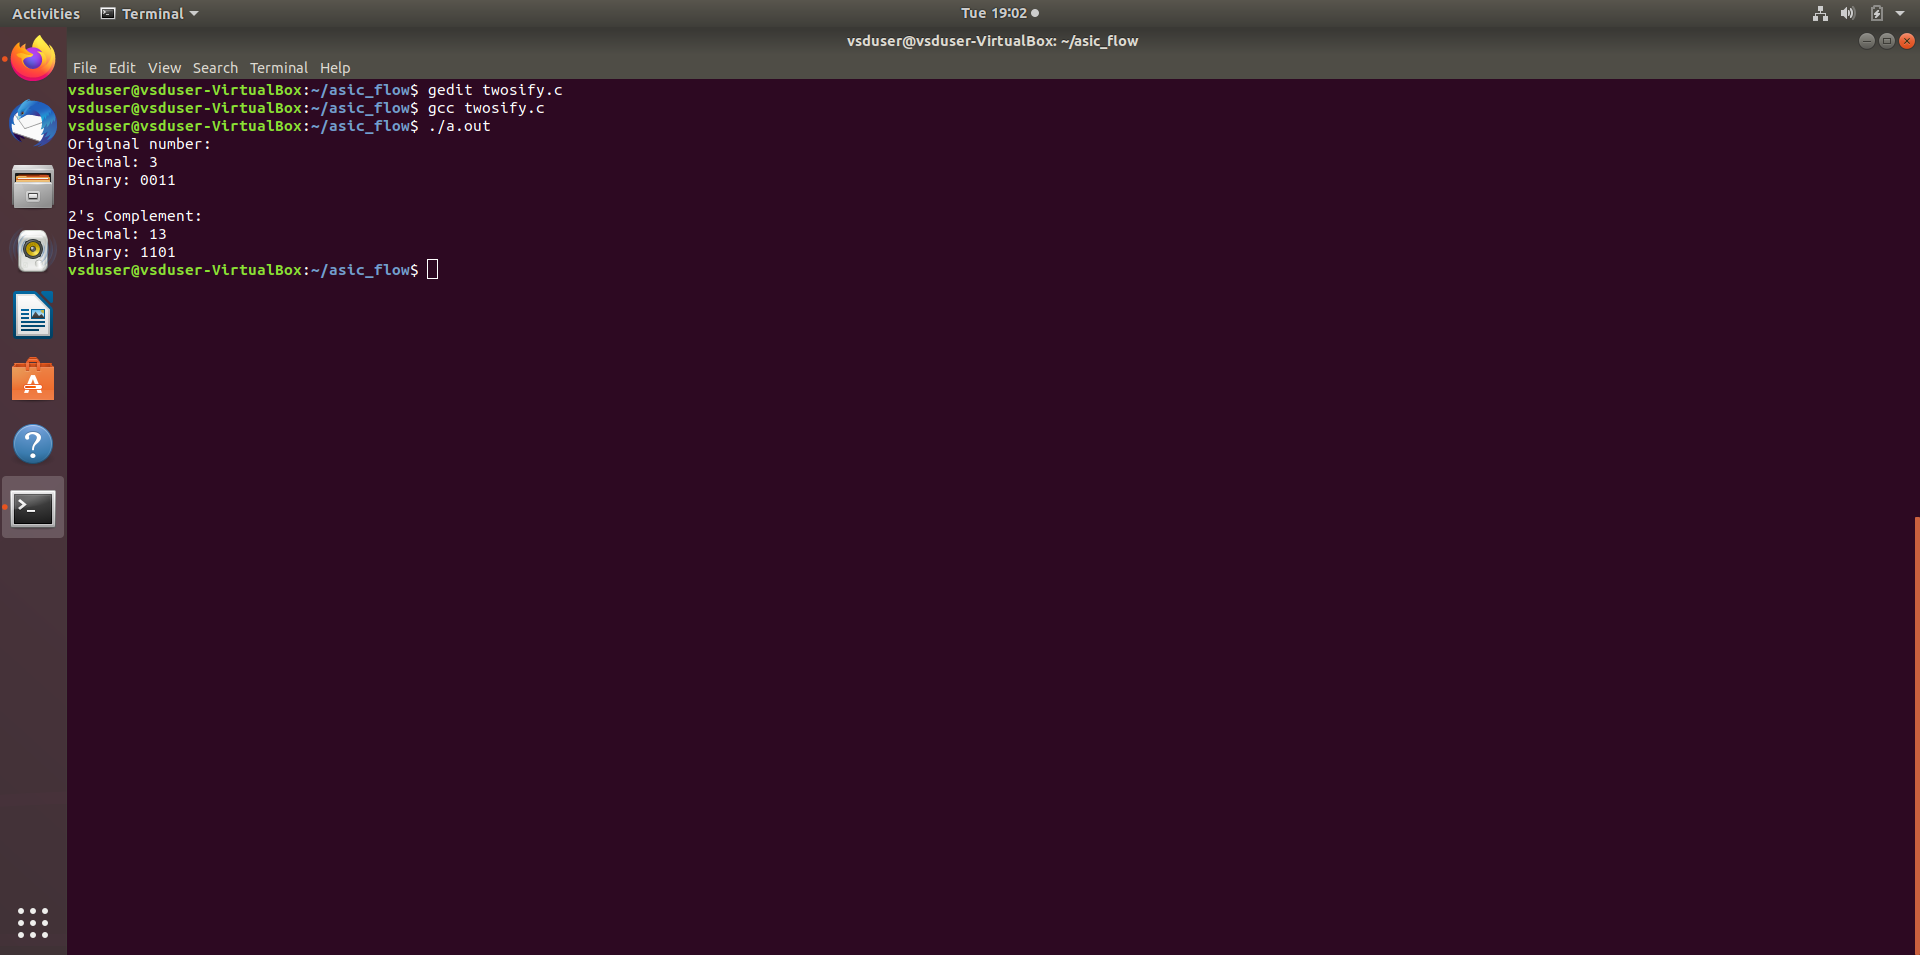 Activities Terminal Tue 19:02
vsduser@vsduser-VirtualBox: ~/asic_flow
File Edit View Search Terminal Help
vsduser@vsduser-VirtualBox:~/asic_flow$ gedit twosify.c
vsduser@vsduser-VirtualBox:~/asic_flow$ gcc twosify.c
vsduser@vsduser-VirtualBox:~/asic_flow$ ./a.out
Original number:
Decimal: 3
Binary: 0011
2's Complement:
Decimal: 13
Binary: 1101
vsduser@vsduser-VirtualBox:~/asic_flow$